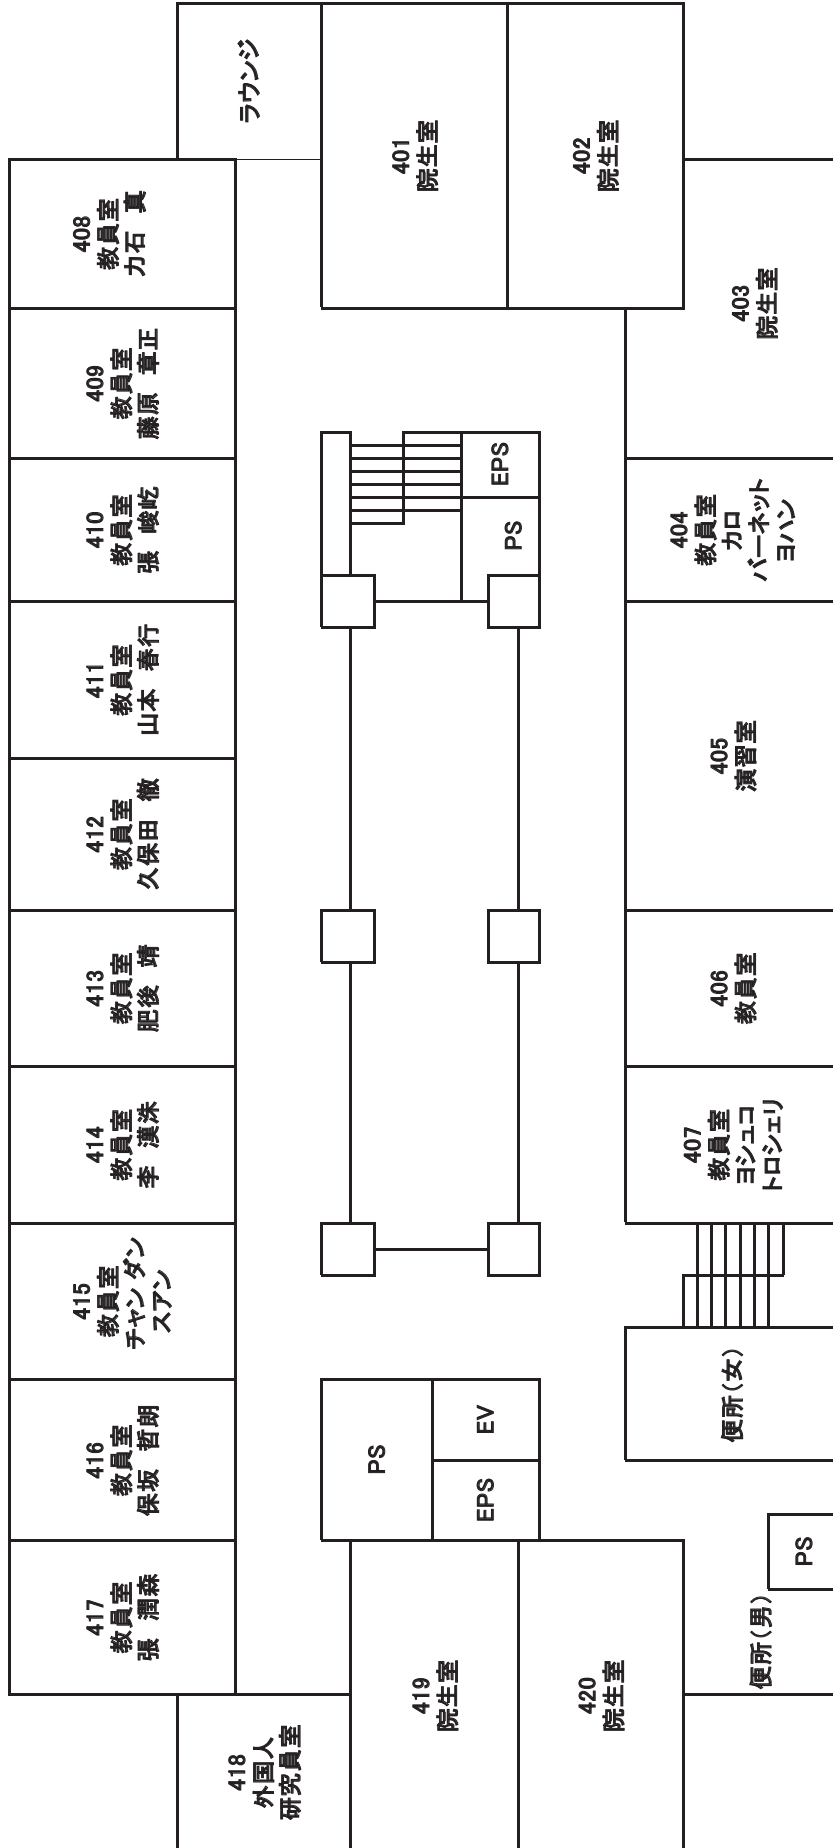 ラウンジ
401
院生室
402
院生室
403
院生室
404
教員室
カロ
バーネット
ヨハン
405
演習室
406
教員室
407
教員室
ヨシュコ
トロシェリ
408
教員室
力石　真
409
教員室
藤原　章正
410
教員室
張　峻屹
411
教員室
山本　春行
412
教員室
久保田　徹
413
教員室
肥後　靖
414
教員室
李　漢洙
415
教員室
チャン ダン
スアン
416
教員室
保坂　哲朗
417
教員室
張　潤森
418
外国人
研究員室
419
院生室
420
院生室
EPS
PS
PS
EV
EPS
便所（女）
便所（男）
PS